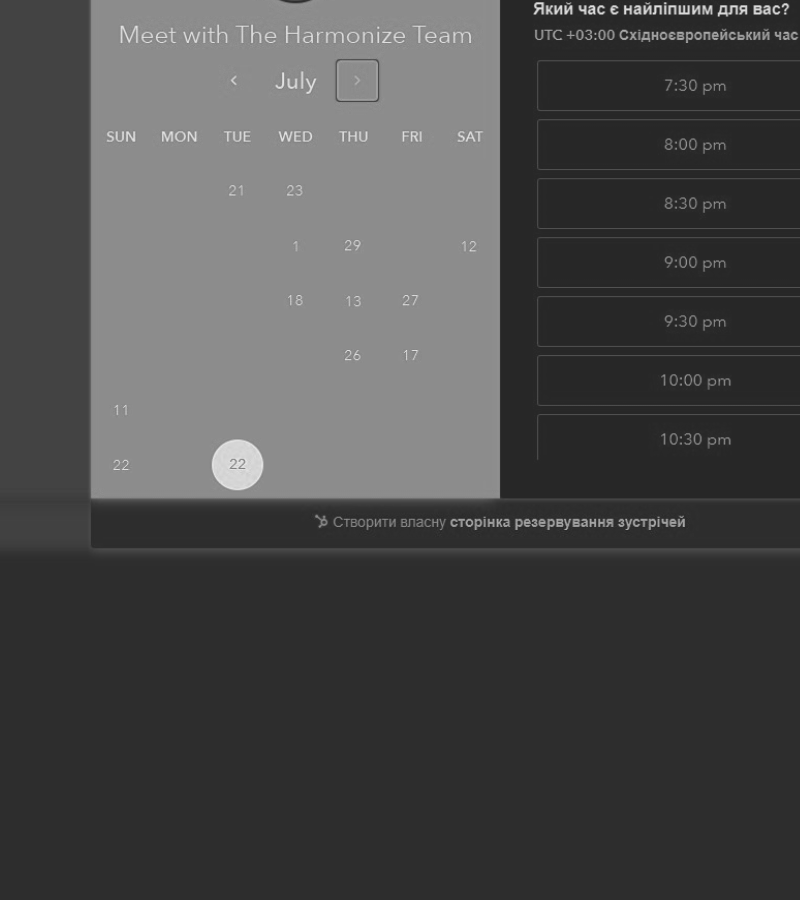 Meet with The Harmonize Team
July
SUN MON TUE WED THU FRI SAT
21 23
1 29 12
18 13 27
26 17
11
22 22
Який час є найліпшим для вас?
UTC +03:00 Східноєвропейський час
7:30 pm
8:00 pm
8:30 pm
9:00 pm
9:30 pm
10:00 pm
10:30 pm
Створити власну сторінка резервування зустрічей